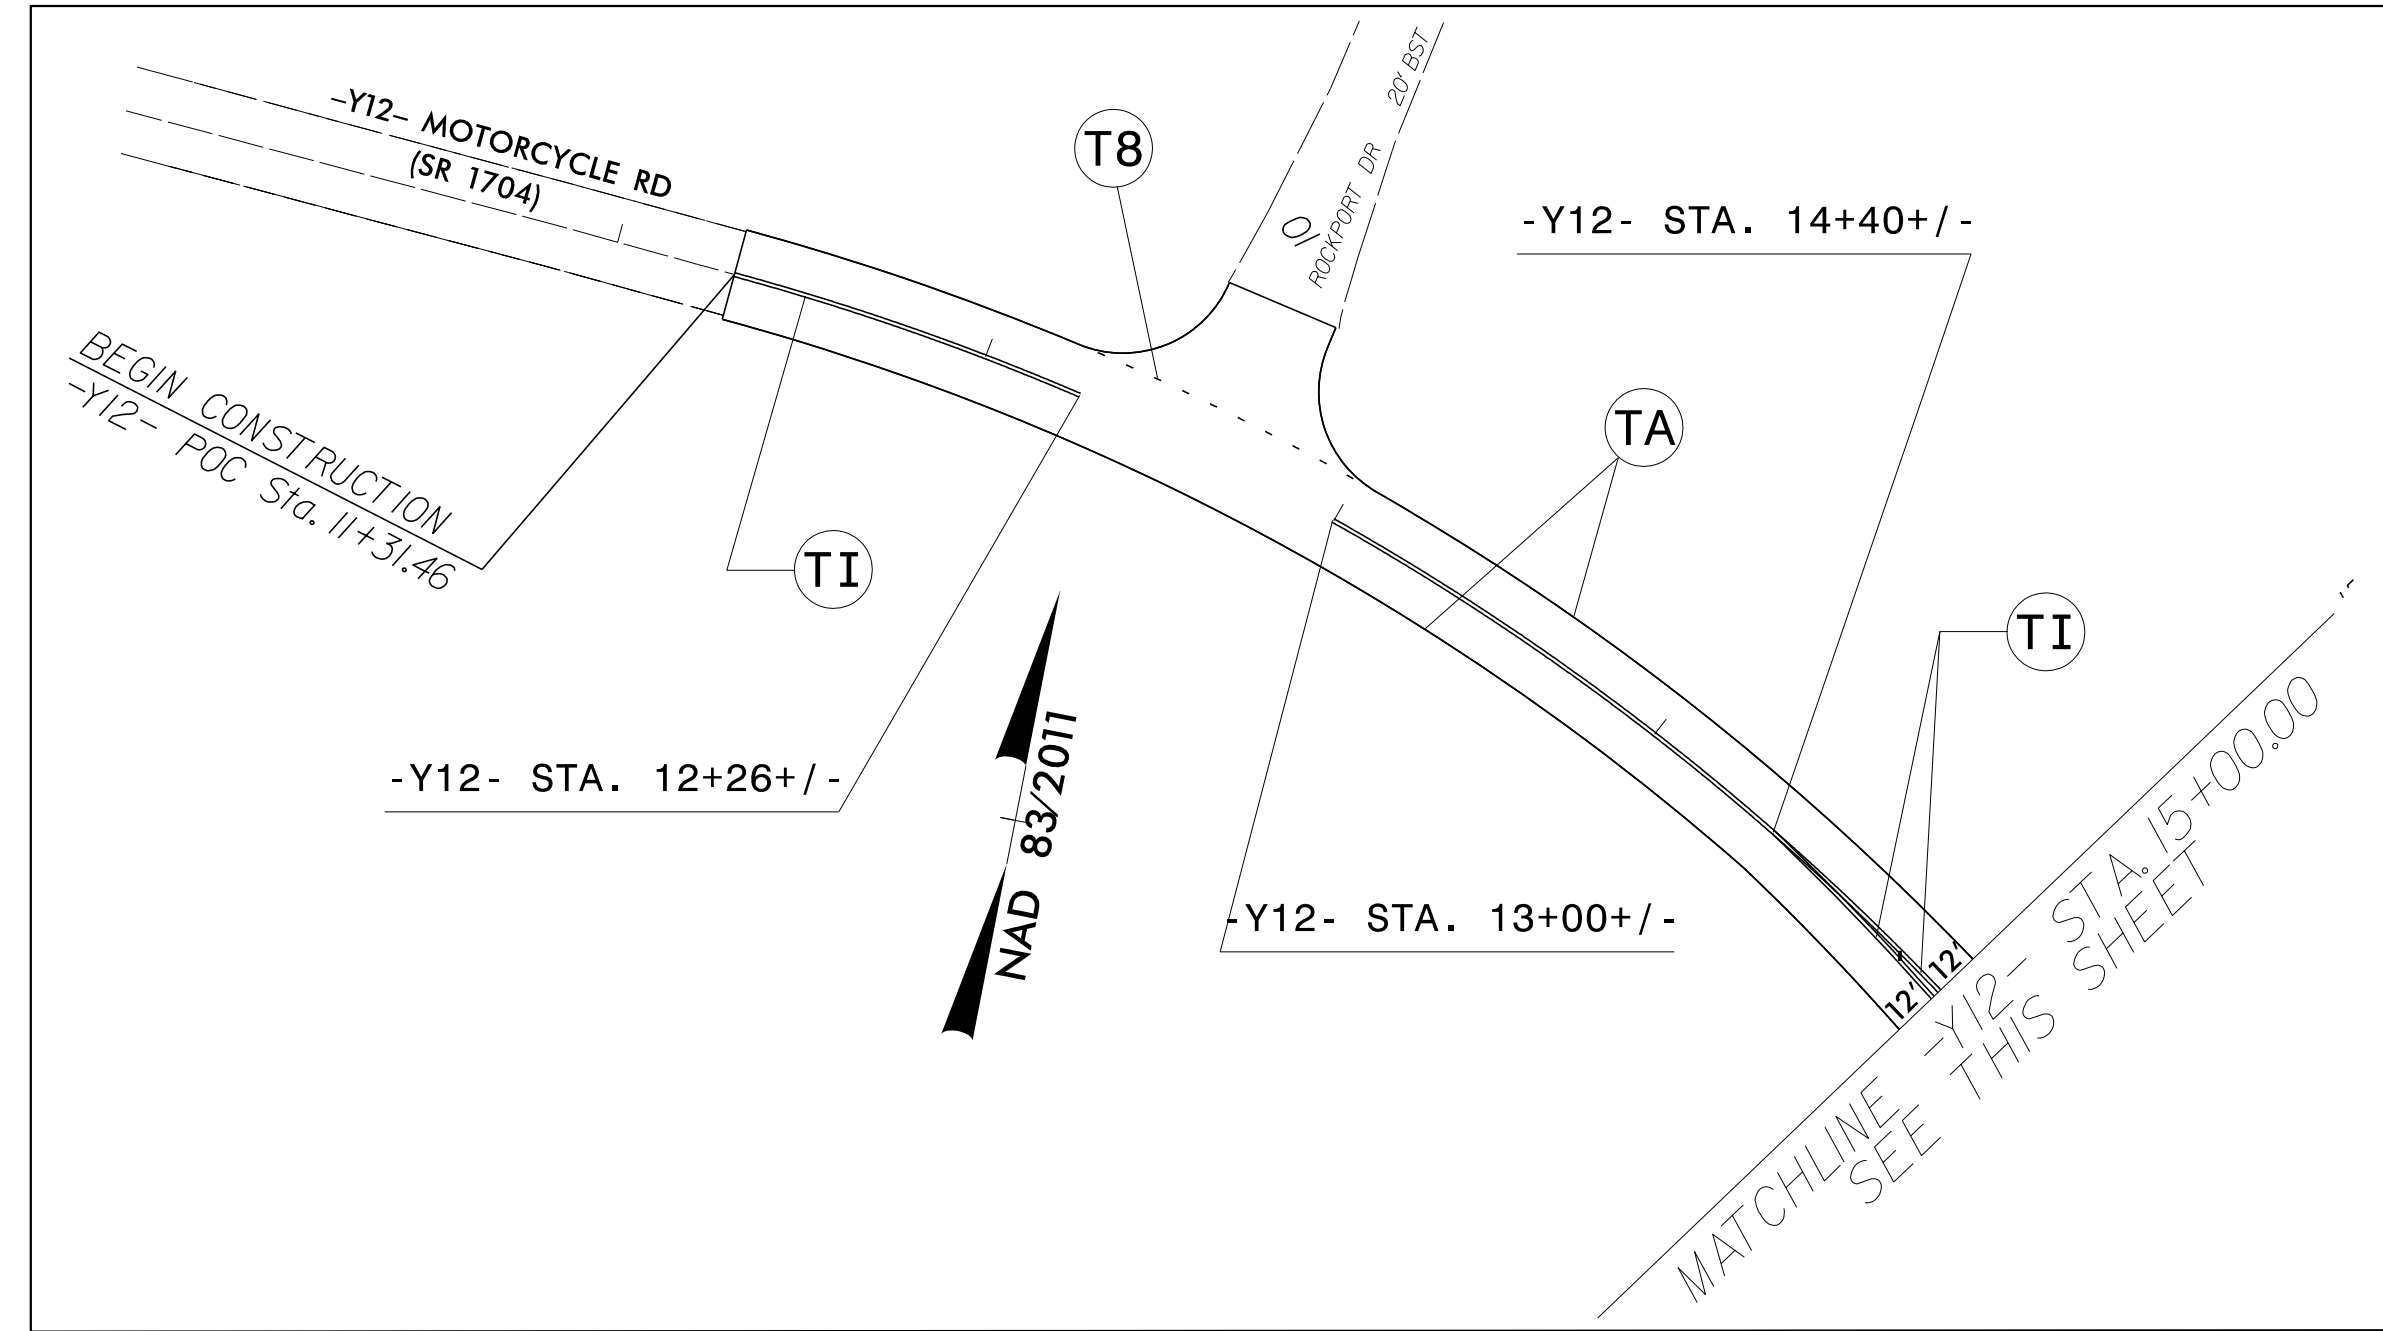 -Y12- MOTORCYCLE RD
(SR 1704)
T8
20' BST
ROCKPORT DR
-Y12- STA. 14+40+/-
BEGIN CONSTRUCTION
-Y12- POC Sta. 11+31.46
TA
TI
TI
-Y12- STA. 12+26+/-
NAD 83/2011
-Y12- STA. 13+00+/-
12'
12'
MATCHLINE -Y12- STA. 15+00.00
SEE THIS SHEET